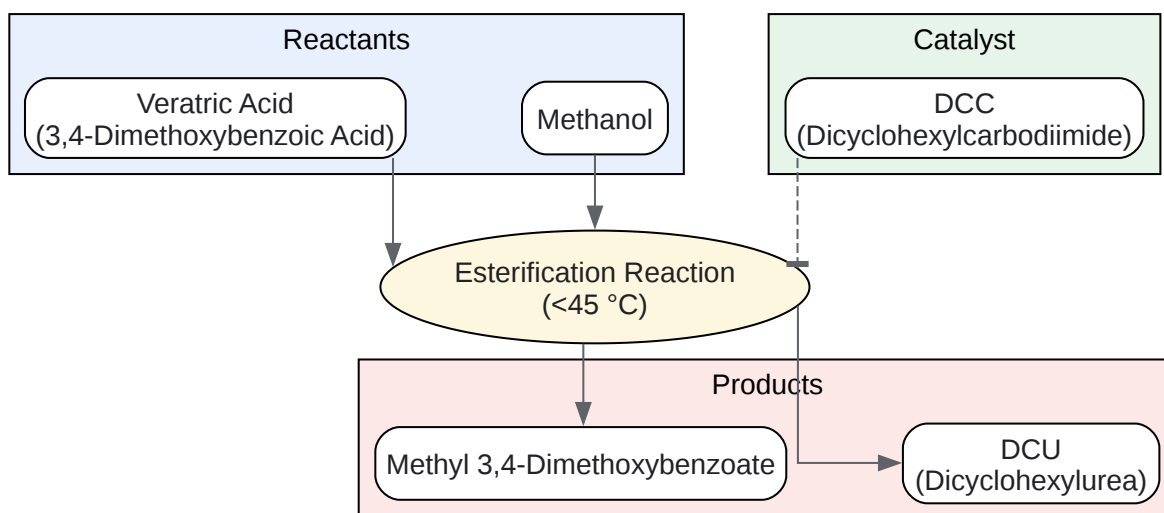 Reactants
Catalyst
Veratric Acid
(3,4-Dimethoxybenzoic Acid)
Methanol
DCC
(Dicyclohexylcarbodiimide)
Esterification Reaction
(<45 °C)
Products
Methyl 3,4-Dimethoxybenzoate
DCU
(Dicyclohexylurea)